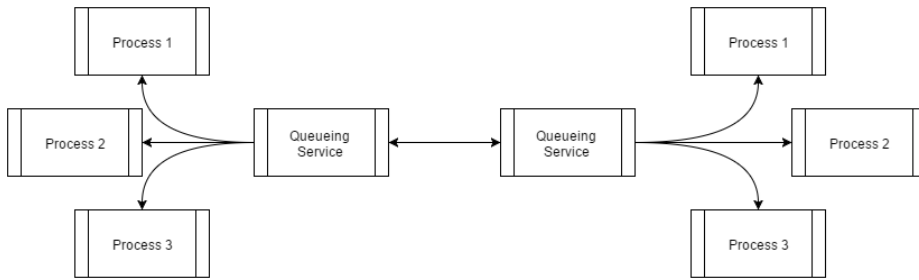 Process 1
Process 1
Process 2
Queueing
Service
Queueing
Service
Process 2
Process 3
Process 3